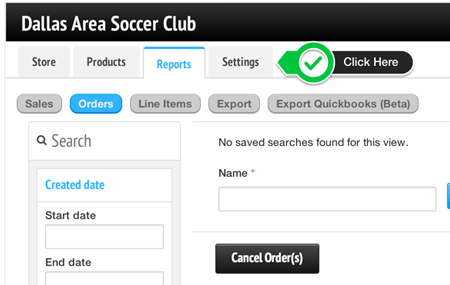 Dallas Area Soccer Club
Store Products Reports Settings Click Here
Sales Orders Line Items Export Export Quickbooks (Beta)
Search
Created date
Start date
End date
No saved searches found for this view.
Name *
Cancel Order(s)